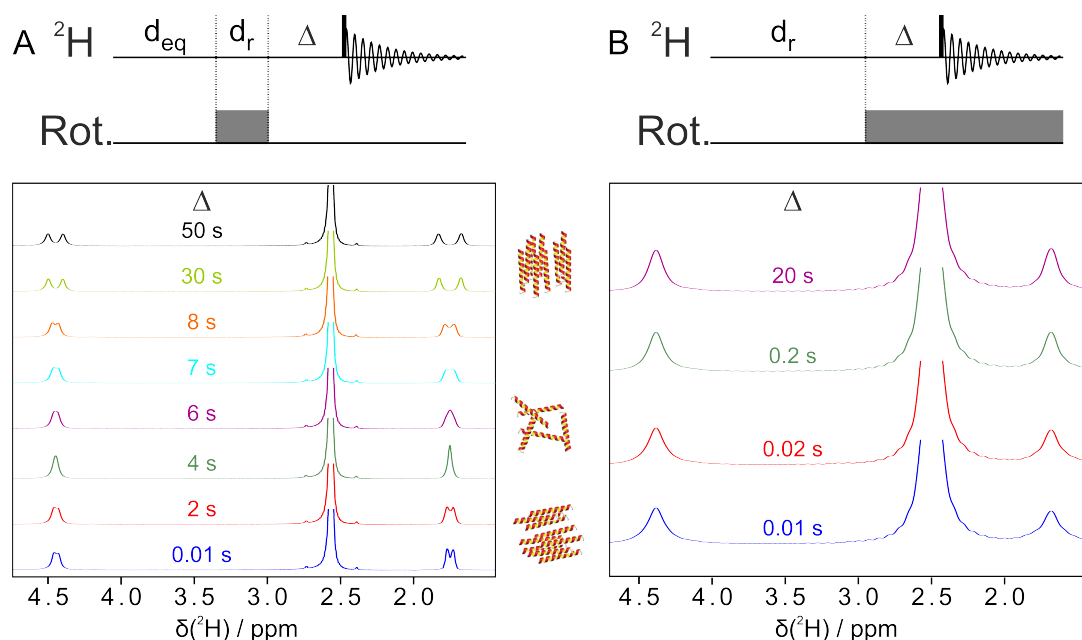 A
²H
d_eq
d_r
Δ
Rot.
Δ
50 s
30 s
8 s
7 s
6 s
4 s
2 s
0.01 s
4.5 4.0 3.5 3.0 2.5 2.0
δ(²H) / ppm
B
²H
d_r
Δ
Rot.
Δ
20 s
0.2 s
0.02 s
0.01 s
4.5 4.0 3.5 3.0 2.5 2.0
δ(²H) / ppm